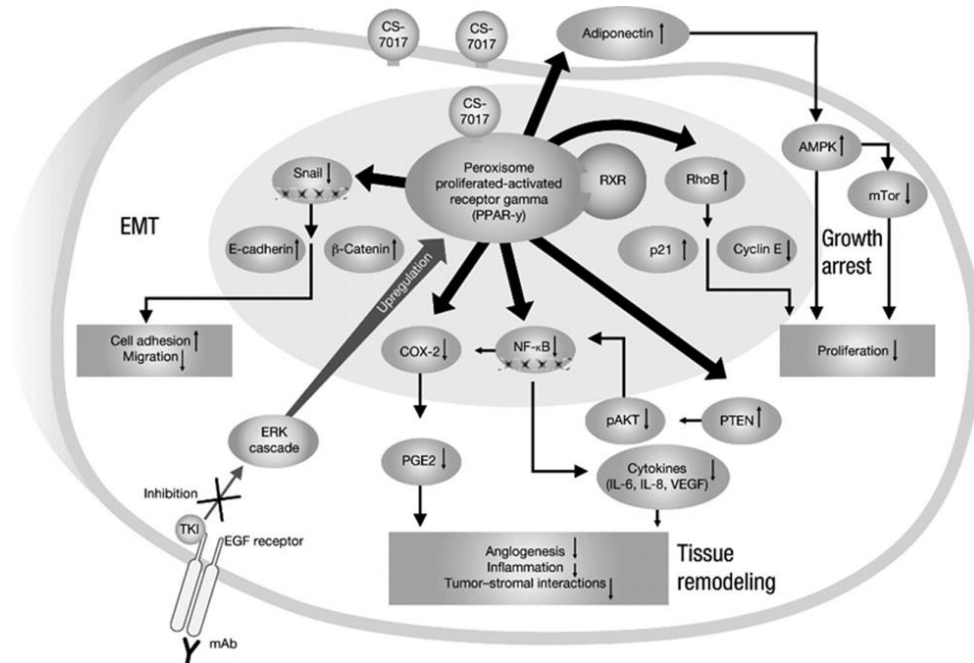 CS-
7017
CS-
7017
Adiponectin ↑
CS-
7017
Peroxisome
proliferated-activated
receptor gamma
(PPAR-y)
RXR
AMPK ↑
mTor ↓
Snail ↓
RhoB ↑
EMT
E-cadherin ↑
β-Catenin ↑
p21 ↑
Cyclin E ↓
Growth
arrest
Upregulation
Cell adhesion ↑
Migration ↓
COX-2 ↓
NF-κB ↓
Proliferation ↓
pAKT ↓
PTEN ↑
ERK
cascade
PGE2 ↓
Cytokines ↓
(IL-6, IL-8, VEGF)
Inhibition
TKI
EGF receptor
Angiogenesis ↓
Inflammation ↓
Tumor–stromal interactions ↓
Tissue
remodeling
mAb